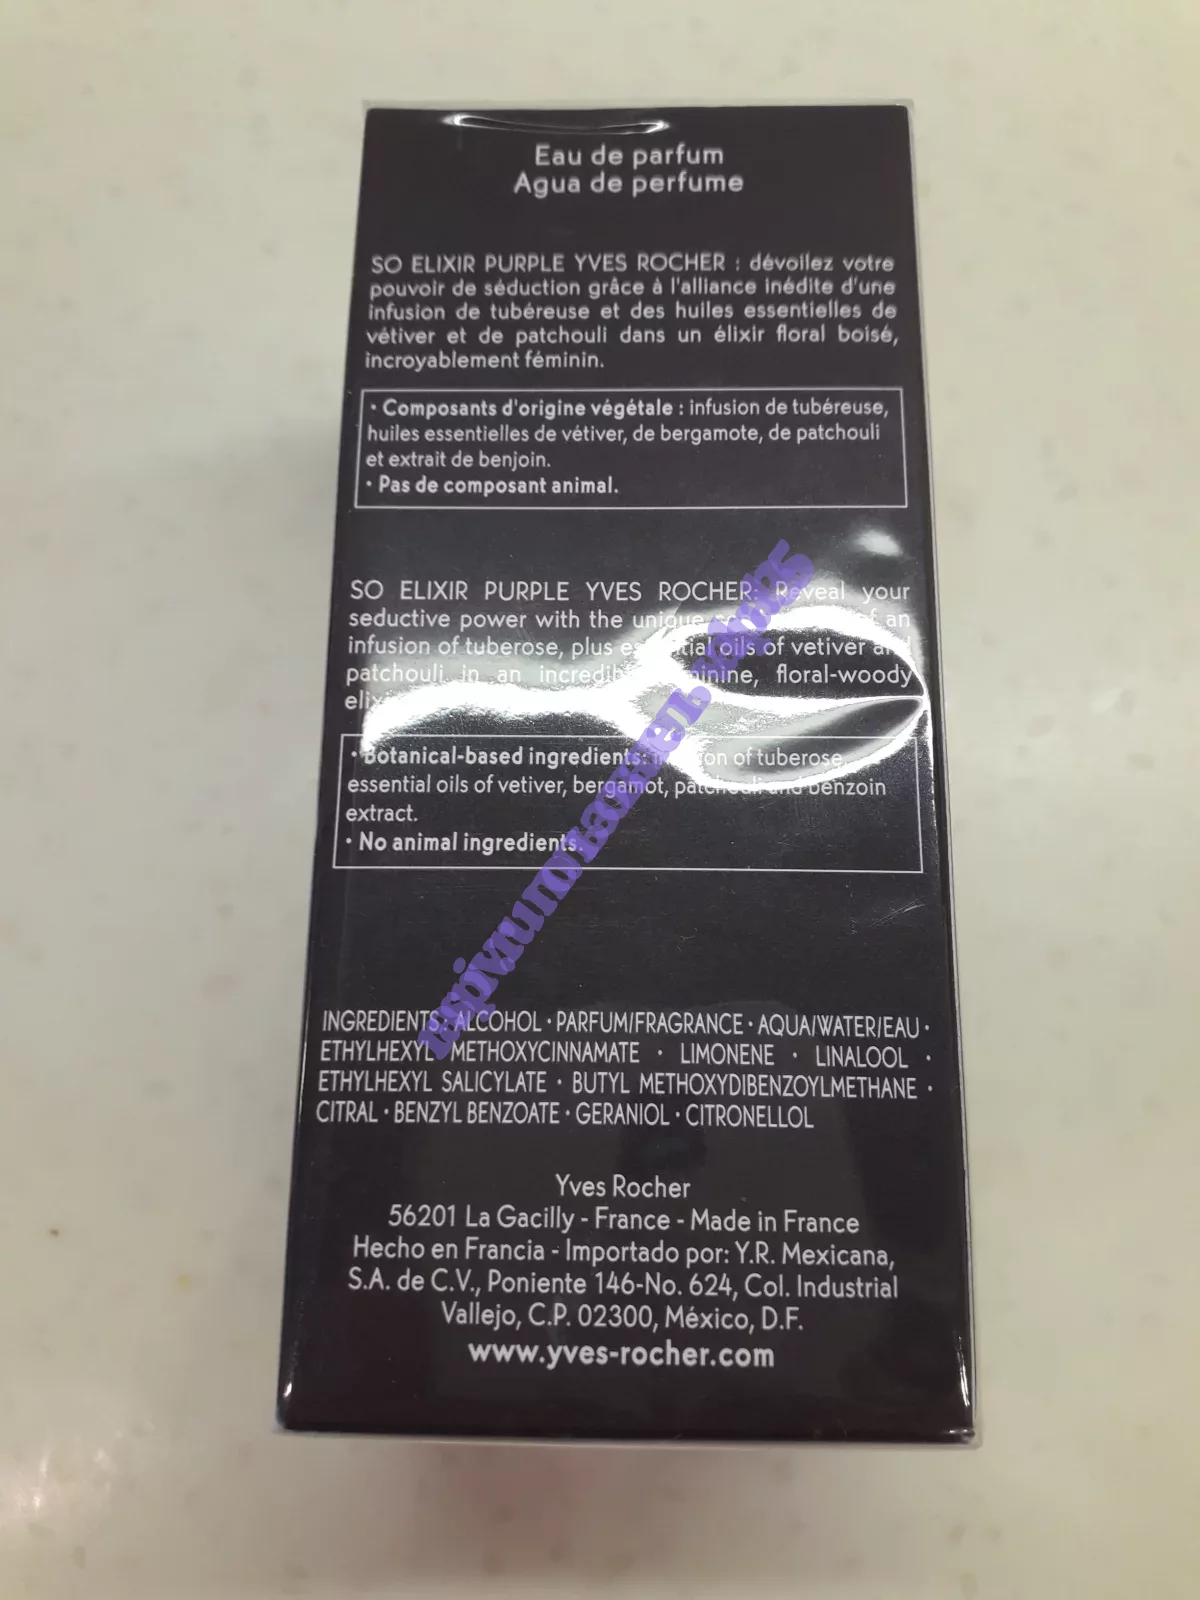 Eau de parfum
Agua de perfume
SO ELIXIR PURPLE YVES ROCHER : dévoilez votre
pouvoir de séduction grâce à l'alliance inédite d'une
infusion de tubéreuse et des huiles essentielles de
vétiver et de patchouli dans un élixir floral boisé,
incroyablement féminin.
• Composants d'origine végétale : infusion de tubéreuse,
huiles essentielles de vétiver, de bergamote, de patchouli
et extrait de benjoin.
• Pas de composant animal.
SO ELIXIR PURPLE YVES ROCHER: Reveal your
seductive power with the unique of an
infusion of tuberose, plus essential oils of vetiver and
patchouli in an floral-woody
• Botanical-based ingredients: of tuberose,
essential oils of vetiver, bergamot, patchouli and benzoin
extract.
• No animal ingredients.
INGREDIENTS: ALCOHOL • PARFUM/FRAGRANCE • AQUA/WATER/EAU •
ETHYLHEXYL METHOXYCINNAMATE • LIMONENE • LINALOOL •
ETHYLHEXYL SALICYLATE • BUTYL METHOXYDIBENZOYLMETHANE •
CITRAL • BENZYL BENZOATE • GERANIOL • CITRONELLOL
Yves Rocher
56201 La Gacilly - France - Made in France
Hecho en Francia - Importado por: Y.R. Mexicana,
S.A. de C.V., Poniente 146-No. 624, Col. Industrial
Vallejo, C.P. 02300, México, D.F.
www.yves-rocher.com